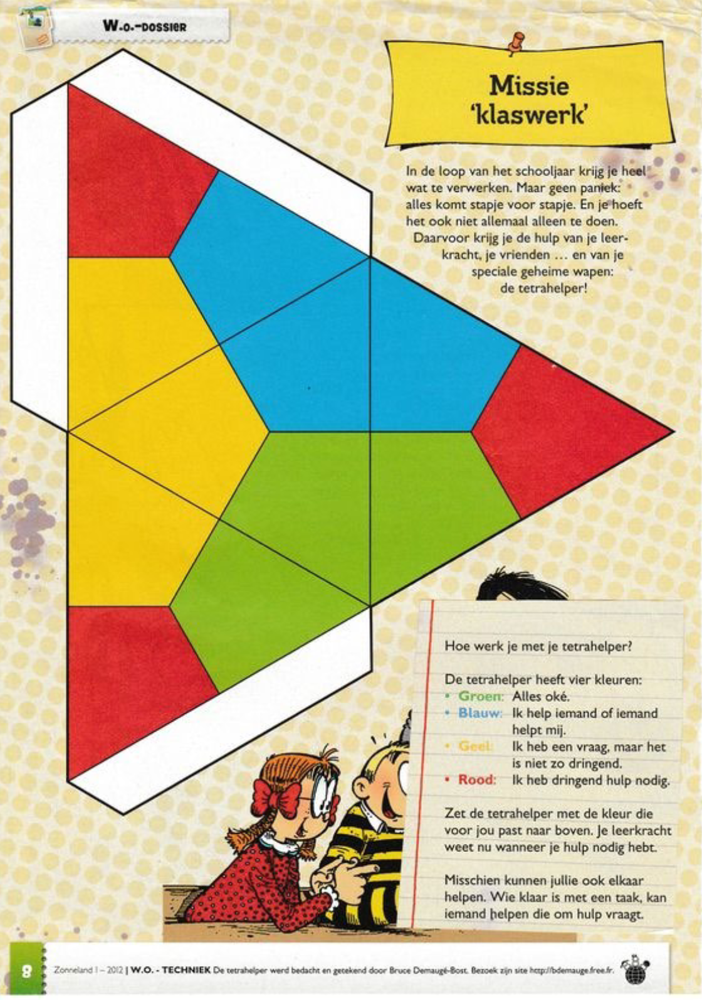 W.O.-DOSSIER
Missie
‘klaswerk’
In de loop van het schooljaar krijg je heel
wat te verwerken. Maar geen paniek:
alles komt stapje voor stapje. En je hoeft
het ook niet allemaal alleen te doen.
Daarvoor krijg je de hulp van je leer-
kracht, je vrienden ... en van je
speciale geheime wapen:
de tetrahelper!
Hoe werk je met je tetrahelper?
De tetrahelper heeft vier kleuren:
• Groen: Alles oké.
• Blauw: Ik help iemand of iemand
helpt mij.
• Geel: Ik heb een vraag, maar het
is niet zo dringend.
• Rood: Ik heb dringend hulp nodig.
Zet de tetrahelper met de kleur die
voor jou past naar boven. Je leerkracht
weet nu wanneer je hulp nodig hebt.
Misschien kunnen jullie ook elkaar
helpen. Wie klaar is met een taak, kan
iemand helpen die om hulp vraagt.
8
Zonneland 1 – 2012 | W.O. - TECHNIEK De tetrahelper werd bedacht en getekend door Bruce Demaugé-Bost. Bezoek zijn site http://bdemauge.free.fr.